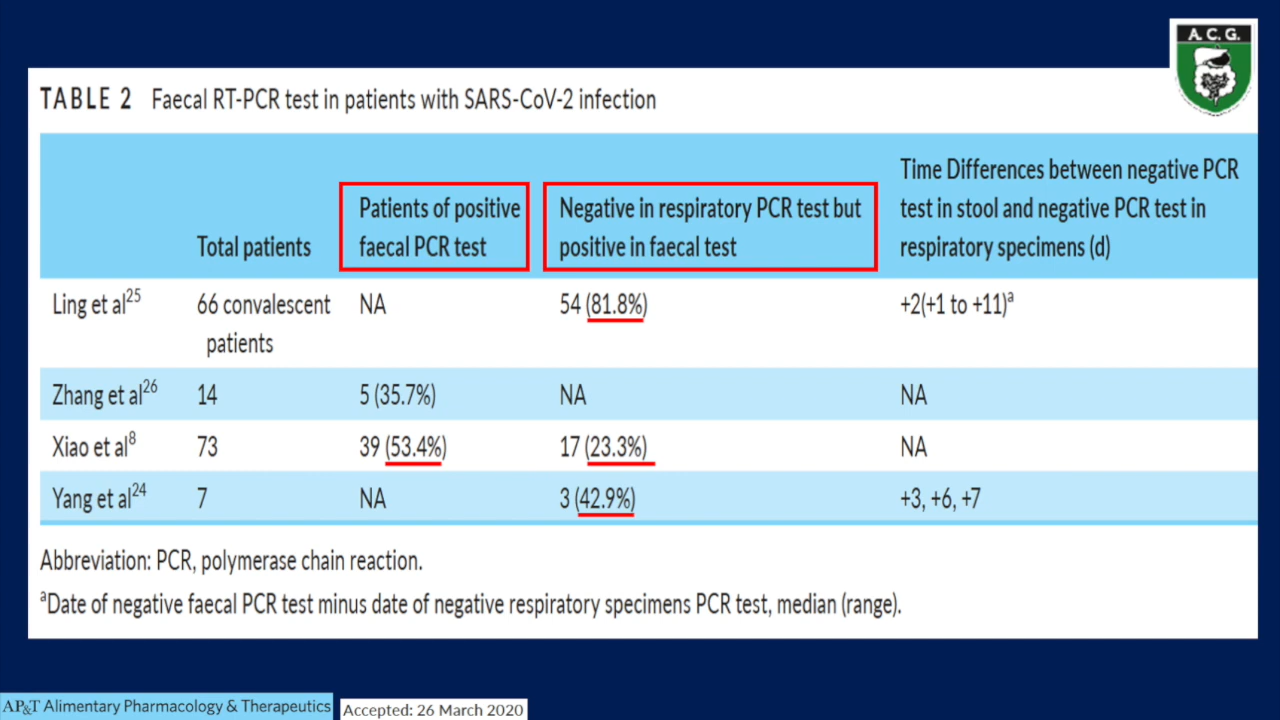 A. C. G.
TABLE 2 Faecal RT-PCR test in patients with SARS-CoV-2 infection
Total patients
Patients of positive
faecal PCR test
Negative in respiratory PCR test but
positive in faecal test
Time Differences between negative PCR
test in stool and negative PCR test in
respiratory specimens (d)
Ling et al25 66 convalescent NA 54 (81.8%) +2(+1 to +11)a
patients
Zhang et al26 14 5 (35.7%) NA NA
Xiao et al8 73 39 (53.4%) 17 (23.3%) NA
Yang et al24 7 NA 3 (42.9%) +3, +6, +7
Abbreviation: PCR, polymerase chain reaction.
aDate of negative faecal PCR test minus date of negative respiratory specimens PCR test, median (range).
AP&T Alimentary Pharmacology & Therapeutics
Accepted: 26 March 2020